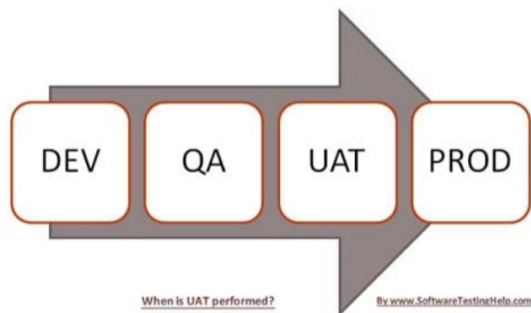 DEV QA UAT PROD
When is UAT performed? By www.SoftwareTestingHelp.com